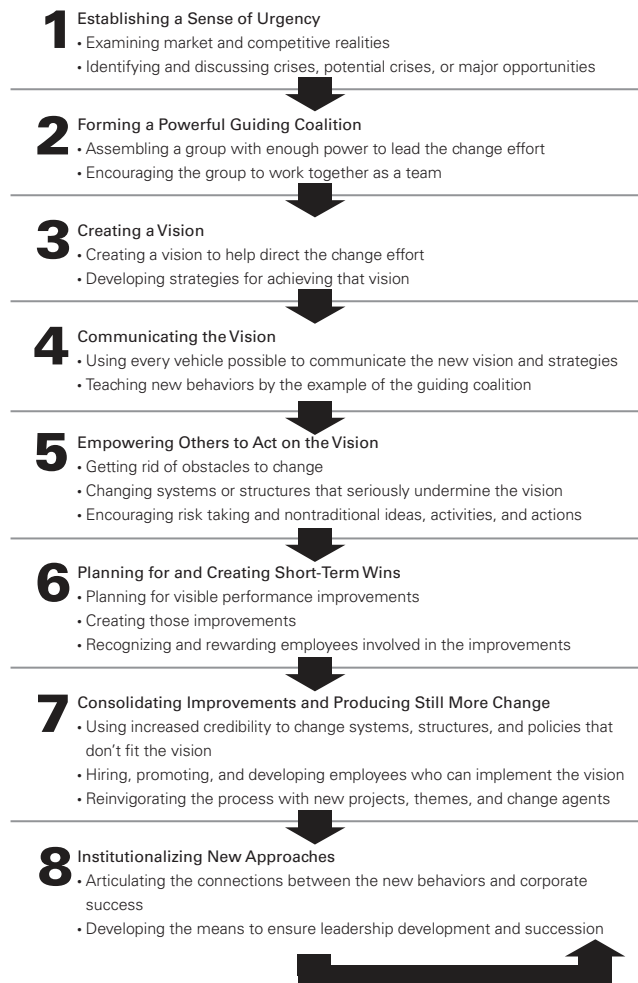 1 Establishing a Sense of Urgency
• Examining market and competitive realities
• Identifying and discussing crises, potential crises, or major opportunities
2 Forming a Powerful Guiding Coalition
• Assembling a group with enough power to lead the change effort
• Encouraging the group to work together as a team
3 Creating a Vision
• Creating a vision to help direct the change effort
• Developing strategies for achieving that vision
4 Communicating the Vision
• Using every vehicle possible to communicate the new vision and strategies
• Teaching new behaviors by the example of the guiding coalition
5 Empowering Others to Act on the Vision
• Getting rid of obstacles to change
• Changing systems or structures that seriously undermine the vision
• Encouraging risk taking and nontraditional ideas, activities, and actions
6 Planning for and Creating Short-Term Wins
• Planning for visible performance improvements
• Creating those improvements
• Recognizing and rewarding employees involved in the improvements
7 Consolidating Improvements and Producing Still More Change
• Using increased credibility to change systems, structures, and policies that
don't fit the vision
• Hiring, promoting, and developing employees who can implement the vision
• Reinvigorating the process with new projects, themes, and change agents
8 Institutionalizing New Approaches
• Articulating the connections between the new behaviors and corporate
success
• Developing the means to ensure leadership development and succession